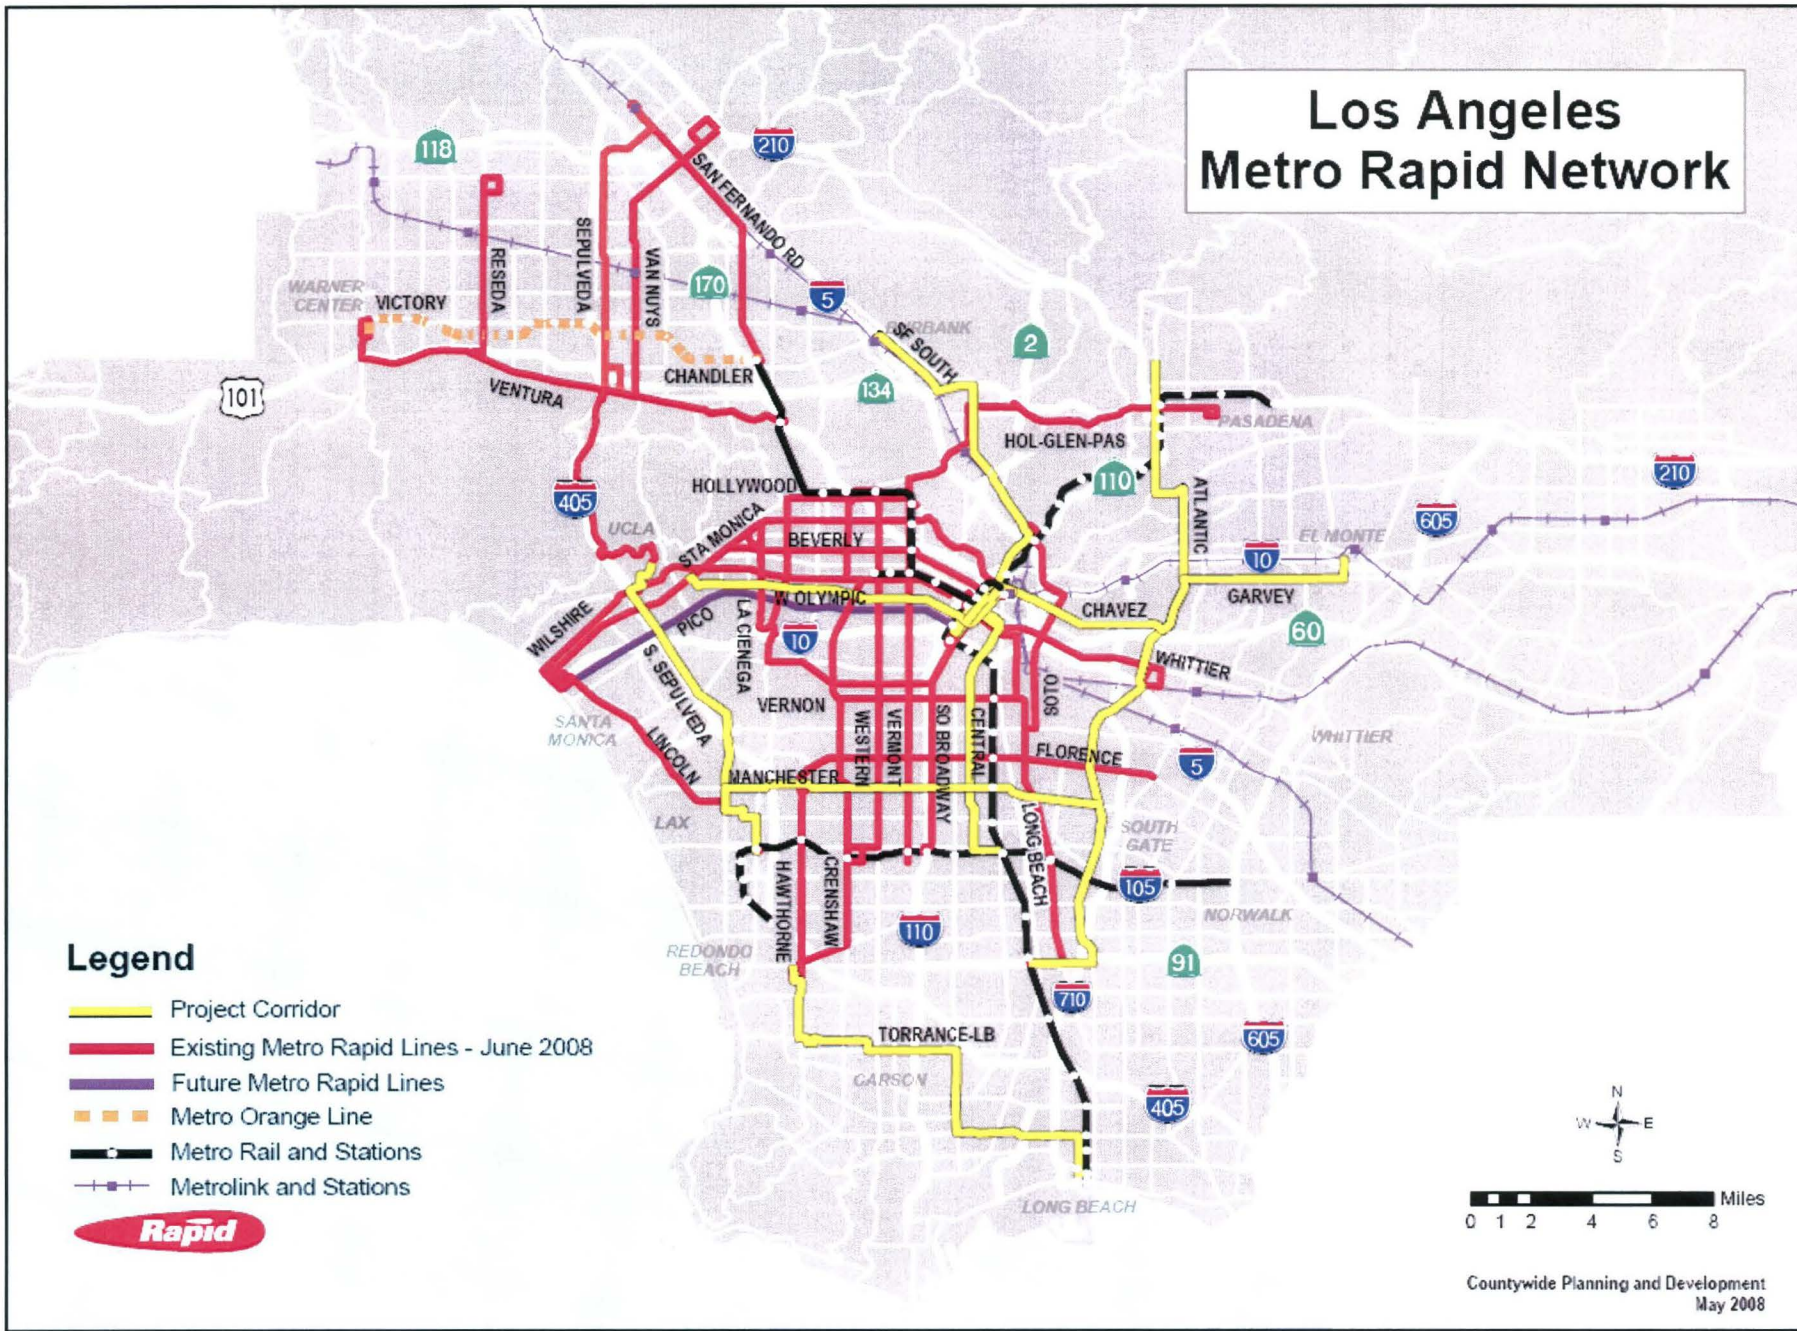 Los Angeles
Metro Rapid Network
118
210
SAN FERNANDO RD
SEPULVEDA
RESEDA
VAN NUYS
170
5
WARNER
CENTER
VICTORY
BURBANK
SF SOUTH
2
101
VENTURA
CHANDLER
134
HOL-GLEN-PAS
PASADENA
110
210
405
HOLLYWOOD
UCLA
STA MONICA
BEVERLY
ATLANTIC
605
EL MONTE
10
WILSHIRE
PICO
LA CIENEGA
W OLYMPIC
10
CHAVEZ
GARVEY
60
S. SEPULVEDA
WHITTIER
VERNON
SOTO
SANTA
MONICA
LINCOLN
WESTERN
VERMONT
SO BROADWAY
CENTRAL
FLORENCE
WHITTIER
5
MANCHESTER
LAX
LONG BEACH
SOUTH
GATE
105
HAWTHORNE
CRENSHAW
NORWALK
110
REDONDO
BEACH
91
710
TORRANCE-LB
605
CARSON
405
LONG BEACH
Legend
Project Corridor
Existing Metro Rapid Lines - June 2008
Future Metro Rapid Lines
Metro Orange Line
Metro Rail and Stations
Metrolink and Stations
Rapid
N
W E
S
Miles
0 1 2 4 6 8
Countywide Planning and Development
May 2008